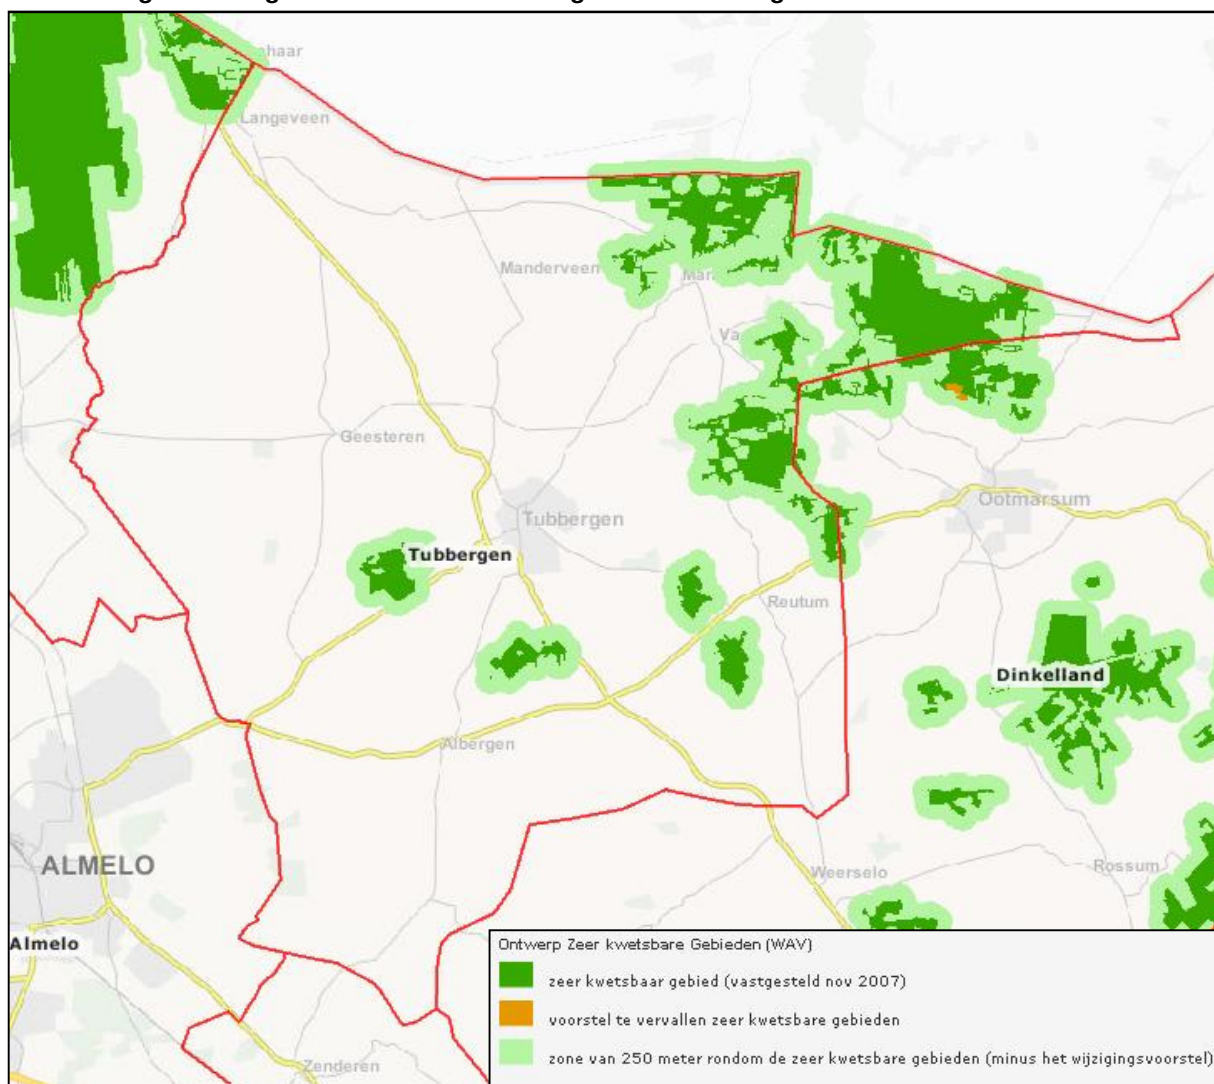 Langeveen
Manderveen
Geesteren
Tubbergen
Ootmarsum
Tubbergen
Reutum
Dinkelland
Albergen
ALMELO
Weerselo
Rossum
Almelo
Zenderen
Ontwerp Zeer kwetsbare Gebieden (WAV)
zeer kwetsbaar gebied (vastgesteld nov 2007)
voorstel te vervallen zeer kwetsbare gebieden
zone van 250 meter rondom de zeer kwetsbare gebieden (minus het wijzigingsvoorstel)